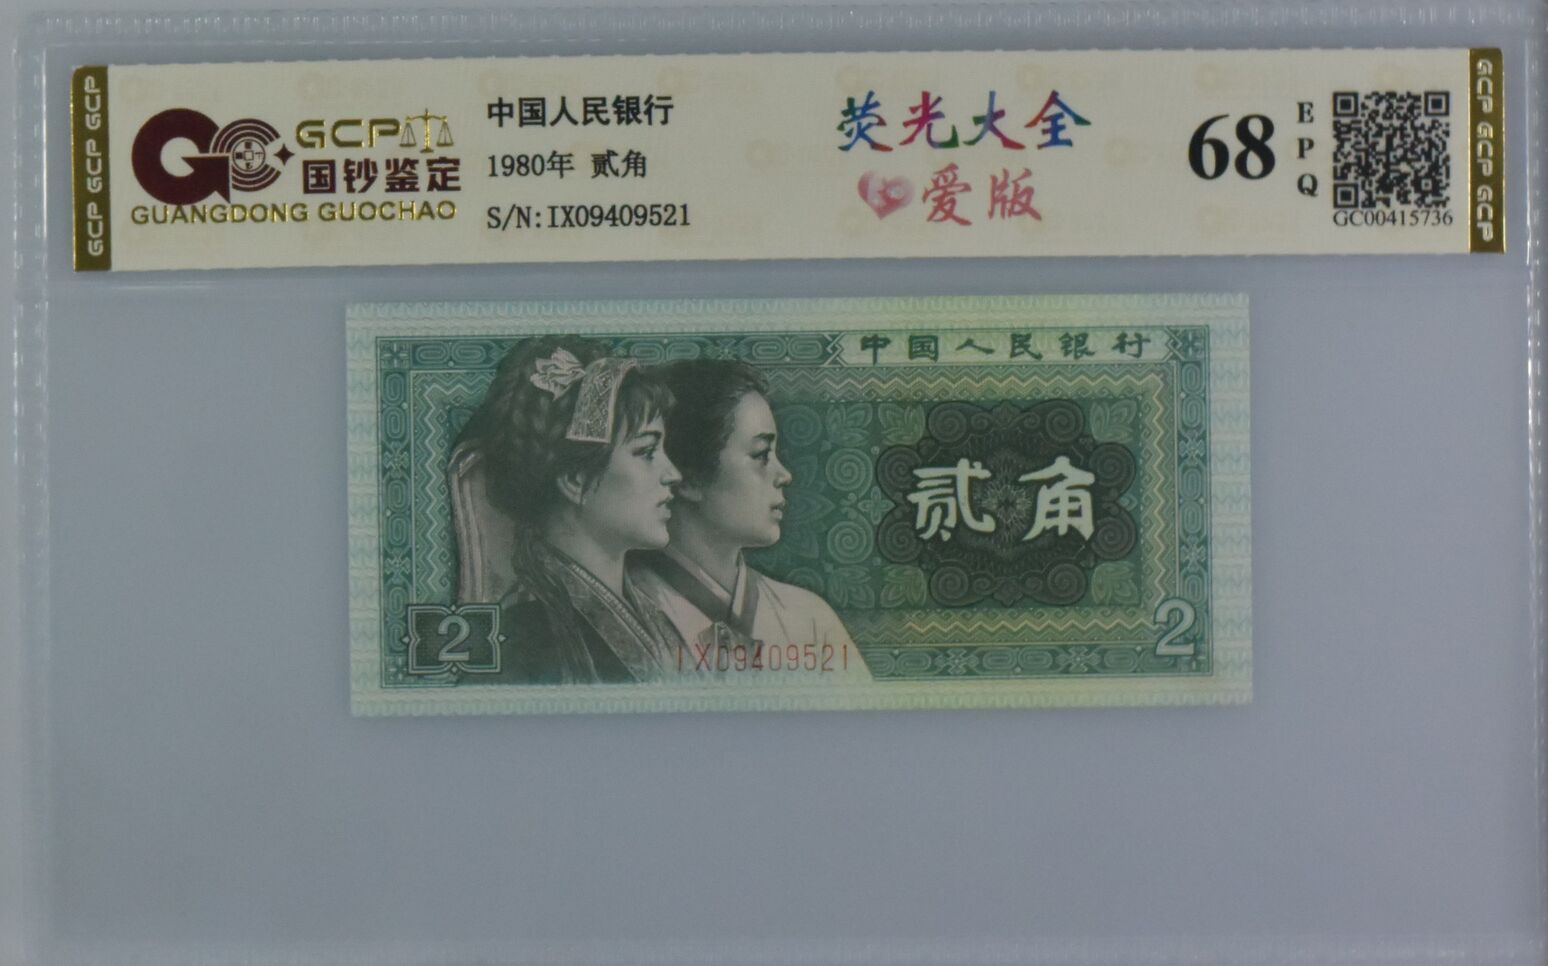 GCP GCP GCP
GCP
国钞鉴定
GUANGDONG GUOCHAO
中国人民银行
1980年 贰角
S/N:IX09409521
荧光大全
爱版
68
EPQ
GC00415736
GCP GCP GCP
中国人民银行
贰角
2
2
IX09409521